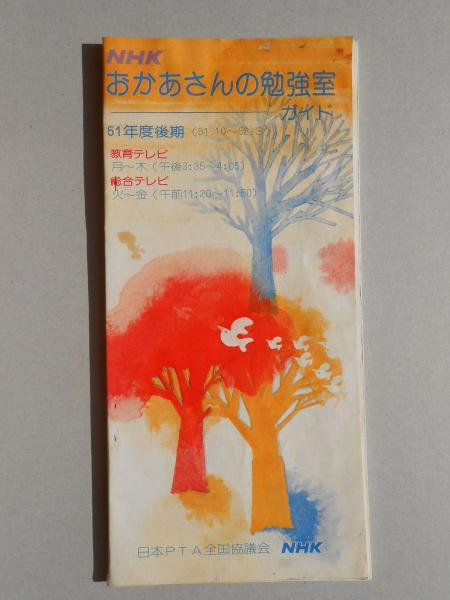 NHK
おかあさんの勉強室
ガイド
51年度後期 (51.10~52.3)
教育テレビ
月~木(午後3:35~4:05)
総合テレビ
火~金(午前11:20~11:50)
日本PTA全国協議会 NHK